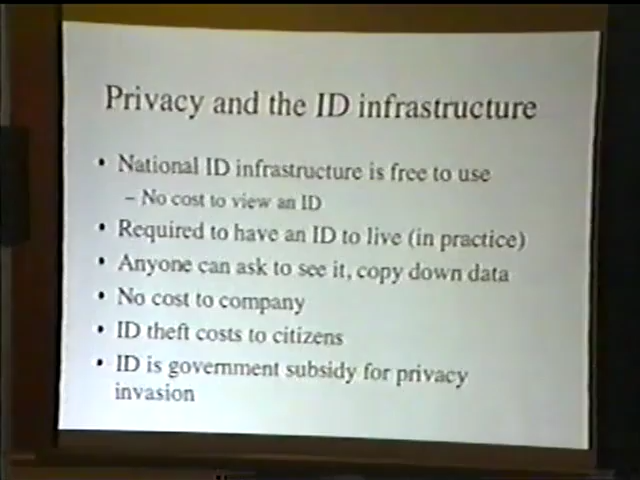 Privacy and the ID infrastructure
• National ID infrastructure is free to use
– No cost to view an ID
• Required to have an ID to live (in practice)
• Anyone can ask to see it, copy down data
• No cost to company
• ID theft costs to citizens
• ID is government subsidy for privacy
invasion